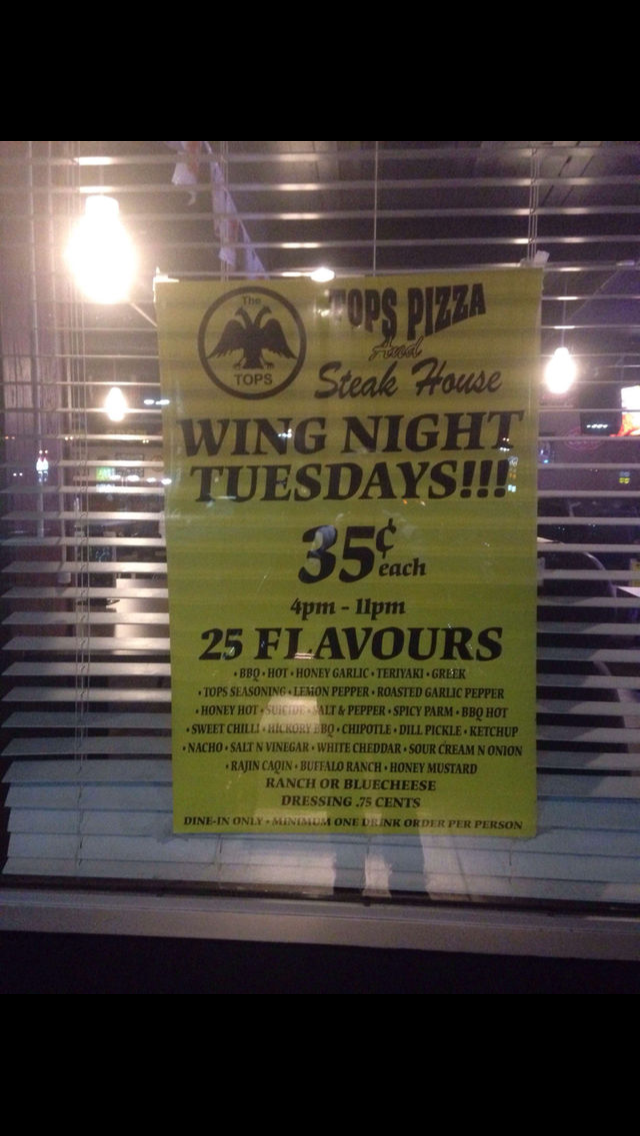 The
TOPS
TOPS PIZZA
And
Steak House
WING NIGHT
TUESDAYS!!!
35¢ each
4pm - 11pm
25 FLAVOURS
• BBQ • HOT • HONEY GARLIC • TERIYAKI • GREEK
• TOPS SEASONING • LEMON PEPPER • ROASTED GARLIC PEPPER
• HONEY HOT • SUICIDE • SALT & PEPPER • SPICY PARM • BBQ HOT
• SWEET CHILLI • HICKORY BBQ • CHIPOTLE • DILL PICKLE • KETCHUP
• NACHO • SALT N VINEGAR • WHITE CHEDDAR • SOUR CREAM N ONION
• RAJIN CAQIN • BUFFALO RANCH • HONEY MUSTARD
RANCH OR BLUECHEESE
DRESSING .75 CENTS
DINE-IN ONLY • MINIMUM ONE DRINK ORDER PER PERSON